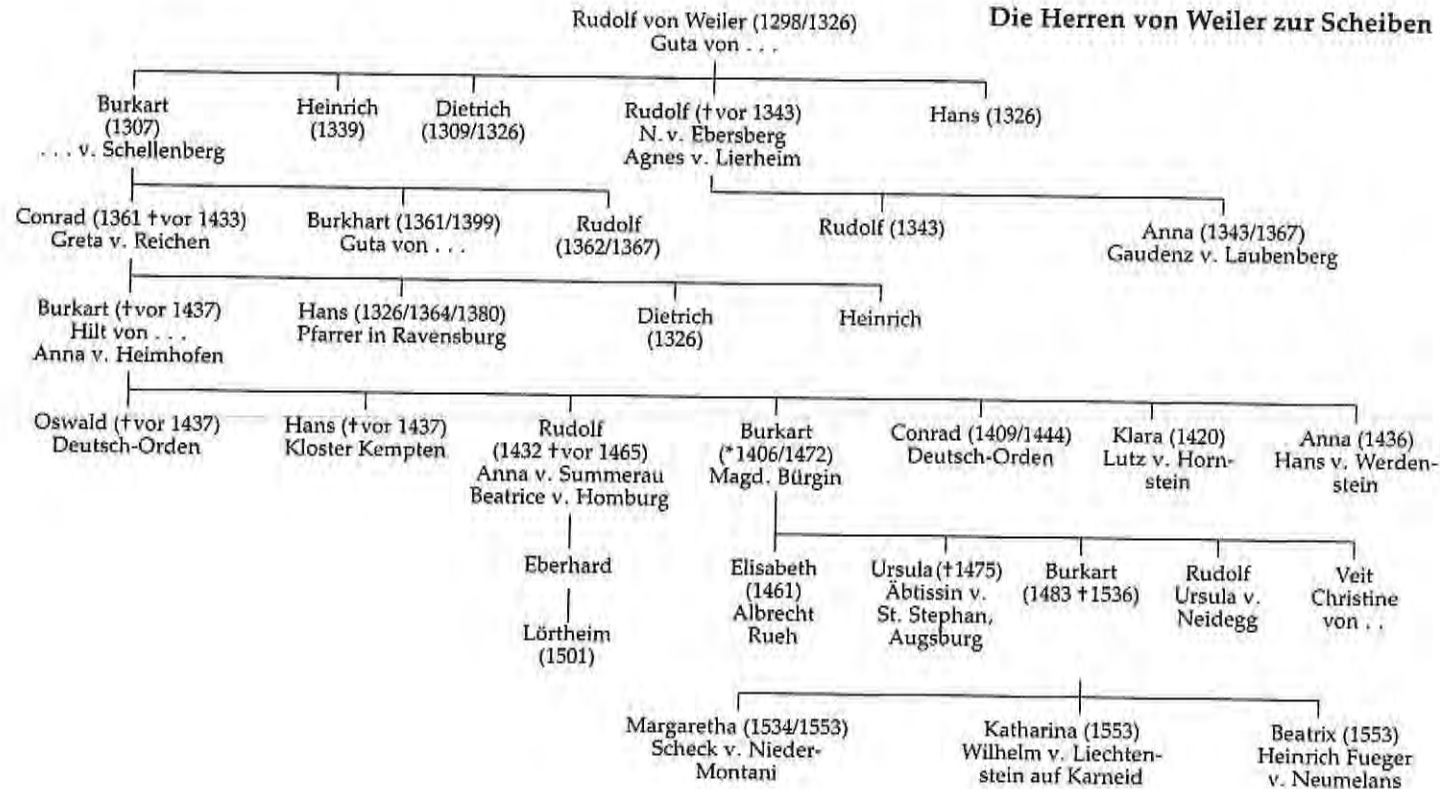 Die Herren von Weiler zur Scheiben
Rudolf von Weiler (1298/1326)
Guta von . . .
Burkart
(1307)
. . . v. Schellenberg
Heinrich
(1339)
Dietrich
(1309/1326)
Rudolf († vor 1343)
N. v. Ebersberg
Agnes v. Lierheim
Hans (1326)
Conrad (1361 † vor 1433)
Greta v. Reichen
Burkhart (1361/1399)
Guta von . . .
Rudolf
(1362/1367)
Rudolf (1343)
Anna (1343/1367)
Gaudenz v. Laubenberg
Burkart († vor 1437)
Hilt von . . .
Anna v. Heimhofen
Hans (1326/1364/1380)
Pfarrer in Ravensburg
Dietrich
(1326)
Heinrich
Oswald († vor 1437)
Deutsch-Orden
Hans († vor 1437)
Kloster Kempten
Rudolf
(1432 † vor 1465)
Anna v. Summerau
Beatrice v. Homburg
Burkart
(*1406/1472)
Magd. Bürgin
Conrad (1409/1444)
Deutsch-Orden
Klara (1420)
Lutz v. Horn-
stein
Anna (1436)
Hans v. Werden-
stein
Eberhard
Lörtheim
(1501)
Elisabeth
(1461)
Albrecht
Rueh
Ursula († 1475)
Äbtissin v.
St. Stephan,
Augsburg
Burkart
(1483 † 1536)
Rudolf
Ursula v.
Neidegg
Veit
Christine
von . .
Margaretha (1534/1553)
Scheck v. Nieder-
Montani
Katharina (1553)
Wilhelm v. Liechten-
stein auf Karneid
Beatrix (1553)
Heinrich Fueger
v. Neumelans